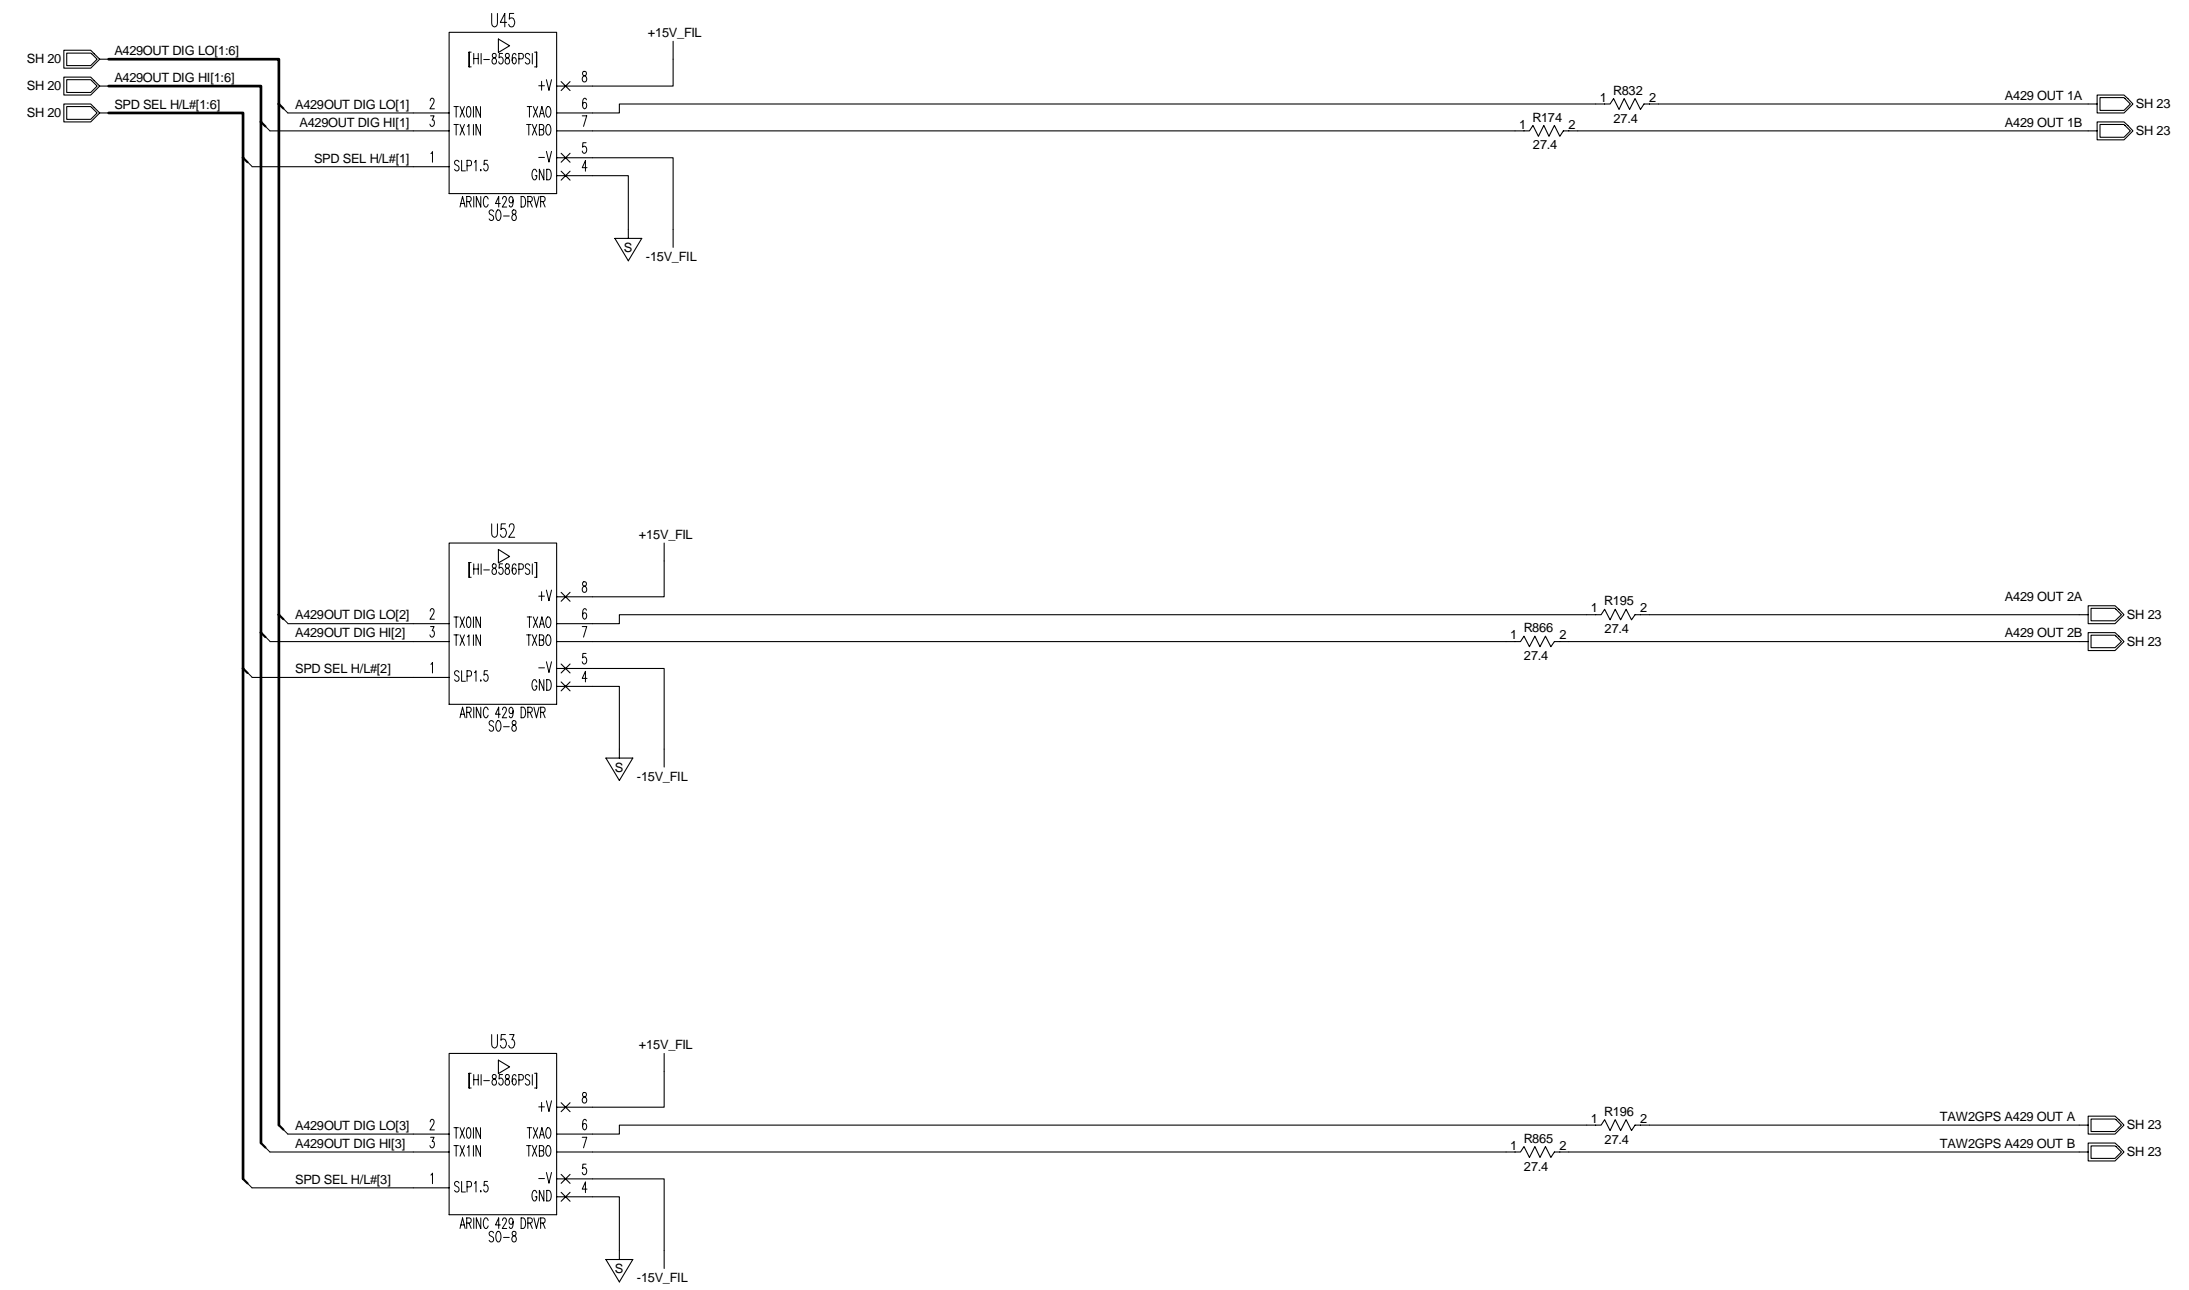 U45
[HI-8586PSI]
+15V_FIL
SH 20 A429OUT DIG LO[1:6]
SH 20 A429OUT DIG HI[1:6]
SH 20 SPD SEL H/L#[1:6]
+V 8
A429OUT DIG LO[1] 2 TX0IN TXAO 6 1 R832 2 27.4 A429 OUT 1A SH 23
A429OUT DIG HI[1] 3 TX1IN TXBO 7 1 R174 2 27.4 A429 OUT 1B SH 23
-V 5
SPD SEL H/L#[1] 1 SLP1.5
GND 4
ARINC 429 DRVR
SO-8
S
-15V_FIL
U52
[HI-8586PSI]
+15V_FIL
+V 8
A429OUT DIG LO[2] 2 TX0IN TXAO 6 1 R195 2 27.4 A429 OUT 2A SH 23
A429OUT DIG HI[2] 3 TX1IN TXBO 7 1 R866 2 27.4 A429 OUT 2B SH 23
-V 5
SPD SEL H/L#[2] 1 SLP1.5
GND 4
ARINC 429 DRVR
SO-8
S
-15V_FIL
U53
[HI-8586PSI]
+15V_FIL
+V 8
A429OUT DIG LO[3] 2 TX0IN TXAO 6 1 R196 2 27.4 TAW2GPS A429 OUT A SH 23
A429OUT DIG HI[3] 3 TX1IN TXBO 7 1 R865 2 27.4 TAW2GPS A429 OUT B SH 23
-V 5
SPD SEL H/L#[3] 1 SLP1.5
GND 4
ARINC 429 DRVR
SO-8
S
-15V_FIL